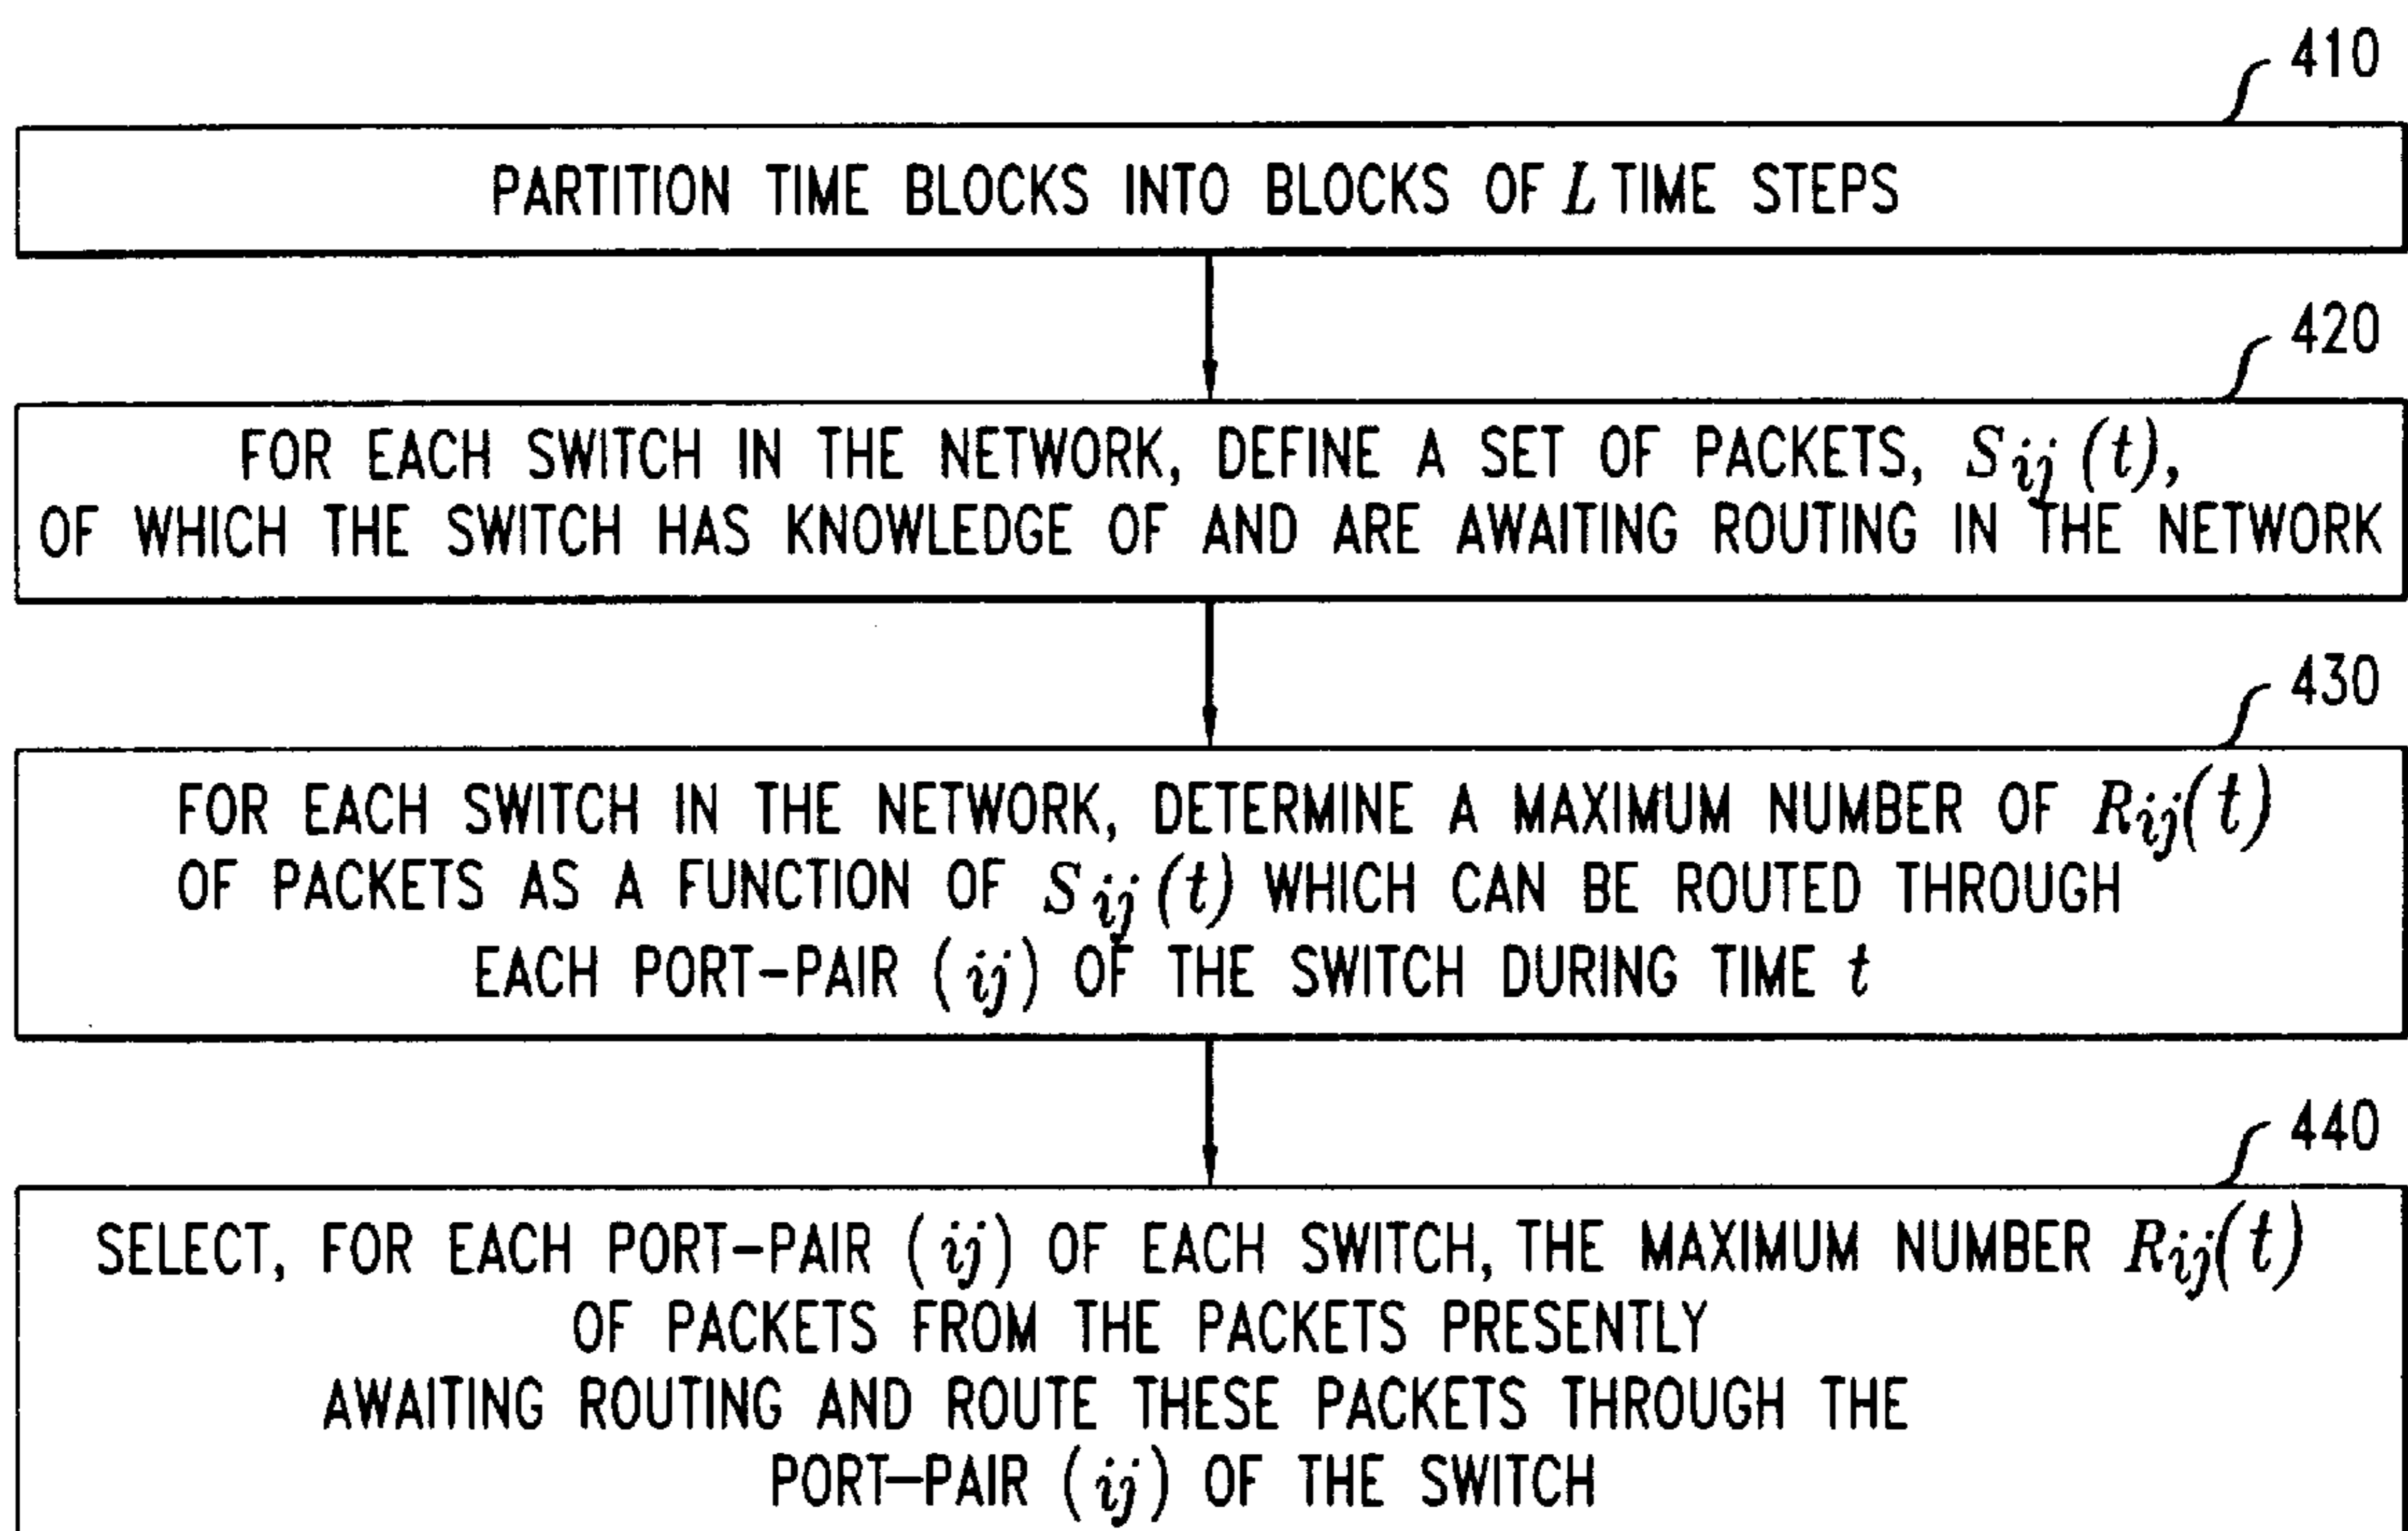 410
PARTITION TIME BLOCKS INTO BLOCKS OF L TIME STEPS
420
FOR EACH SWITCH IN THE NETWORK, DEFINE A SET OF PACKETS, Sij (t),
OF WHICH THE SWITCH HAS KNOWLEDGE OF AND ARE AWAITING ROUTING IN THE NETWORK
430
FOR EACH SWITCH IN THE NETWORK, DETERMINE A MAXIMUM NUMBER OF Rij(t)
OF PACKETS AS A FUNCTION OF Sij (t) WHICH CAN BE ROUTED THROUGH
EACH PORT-PAIR (ij) OF THE SWITCH DURING TIME t
440
SELECT, FOR EACH PORT-PAIR (ij) OF EACH SWITCH, THE MAXIMUM NUMBER Rij(t)
OF PACKETS FROM THE PACKETS PRESENTLY
AWAITING ROUTING AND ROUTE THESE PACKETS THROUGH THE
PORT-PAIR (ij) OF THE SWITCH